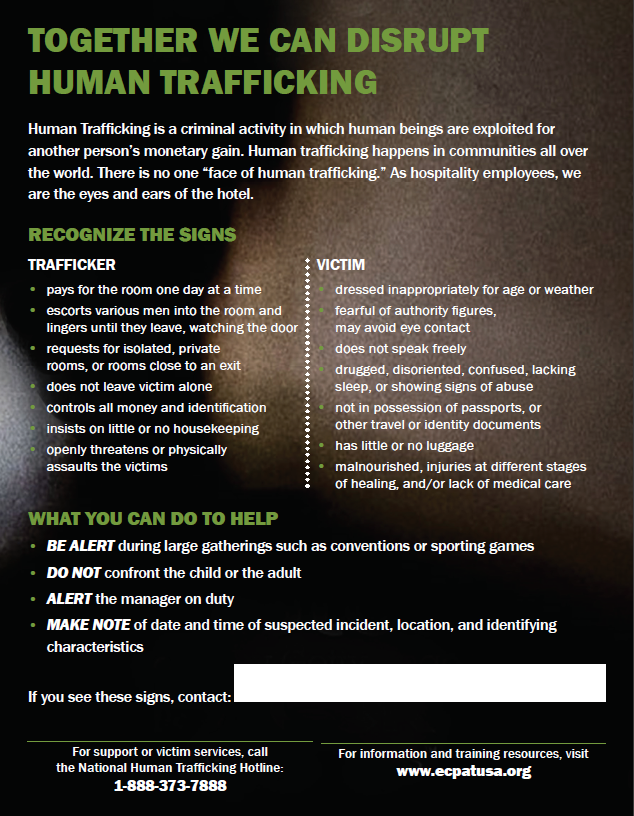 TOGETHER WE CAN DISRUPT
HUMAN TRAFFICKING
Human Trafficking is a criminal activity in which human beings are exploited for
another person's monetary gain. Human trafficking happens in communities all over
the world. There is no one “face of human trafficking.” As hospitality employees, we
are the eyes and ears of the hotel.
RECOGNIZE THE SIGNS
TRAFFICKER
• pays for the room one day at a time
• escorts various men into the room and
lingers until they leave, watching the door
• requests for isolated, private
rooms, or rooms close to an exit
• does not leave victim alone
• controls all money and identification
• insists on little or no housekeeping
• openly threatens or physically
assaults the victims
VICTIM
• dressed inappropriately for age or weather
• fearful of authority figures,
may avoid eye contact
• does not speak freely
• drugged, disoriented, confused, lacking
sleep, or showing signs of abuse
• not in possession of passports, or
other travel or identity documents
• has little or no luggage
• malnourished, injuries at different stages
of healing, and/or lack of medical care
WHAT YOU CAN DO TO HELP
• BE ALERT during large gatherings such as conventions or sporting games
• DO NOT confront the child or the adult
• ALERT the manager on duty
• MAKE NOTE of date and time of suspected incident, location, and identifying
characteristics
If you see these signs, contact:
For support or victim services, call
the National Human Trafficking Hotline:
1-888-373-7888
For information and training resources, visit
www.ecpatusa.org